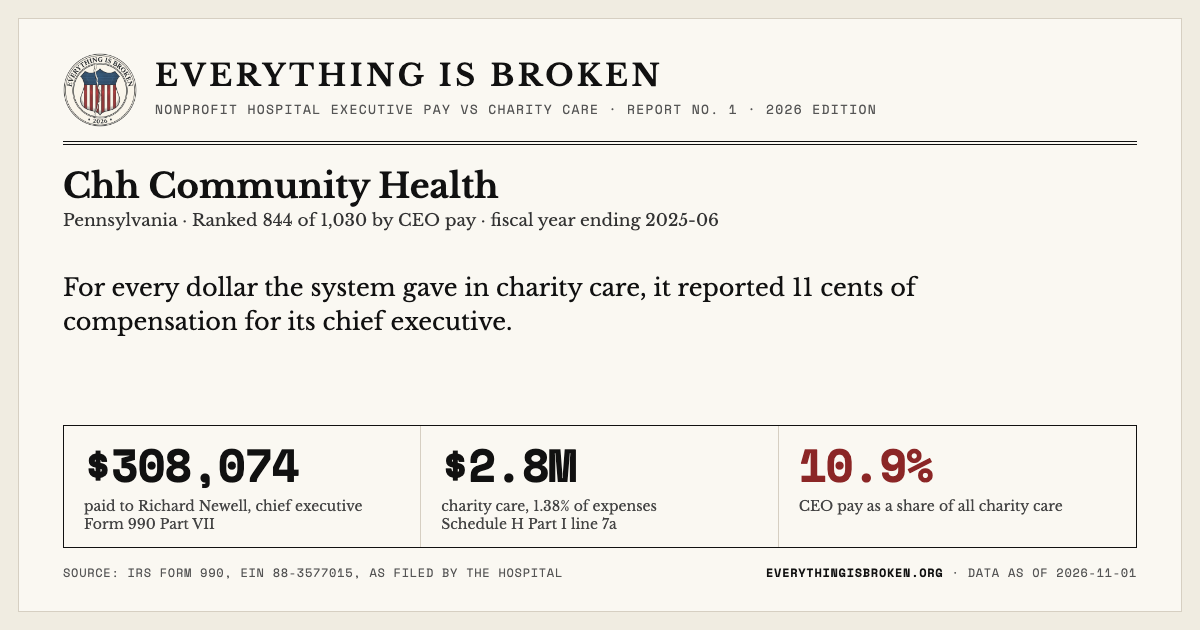 EVERYTHING IS BROKEN
2026
EVERYTHING IS BROKEN
NONPROFIT HOSPITAL EXECUTIVE PAY VS CHARITY CARE · REPORT NO. 1 · 2026 EDITION
Chh Community Health
Pennsylvania · Ranked 844 of 1,030 by CEO pay · fiscal year ending 2025-06
For every dollar the system gave in charity care, it reported 11 cents of
compensation for its chief executive.
$308,074
paid to Richard Newell, chief executive
Form 990 Part VII
$2.8M
charity care, 1.38% of expenses
Schedule H Part I line 7a
10.9%
CEO pay as a share of all charity care
SOURCE: IRS FORM 990, EIN 88-3577015, AS FILED BY THE HOSPITAL
EVERYTHINGISBROKEN.ORG · DATA AS OF 2026-11-01